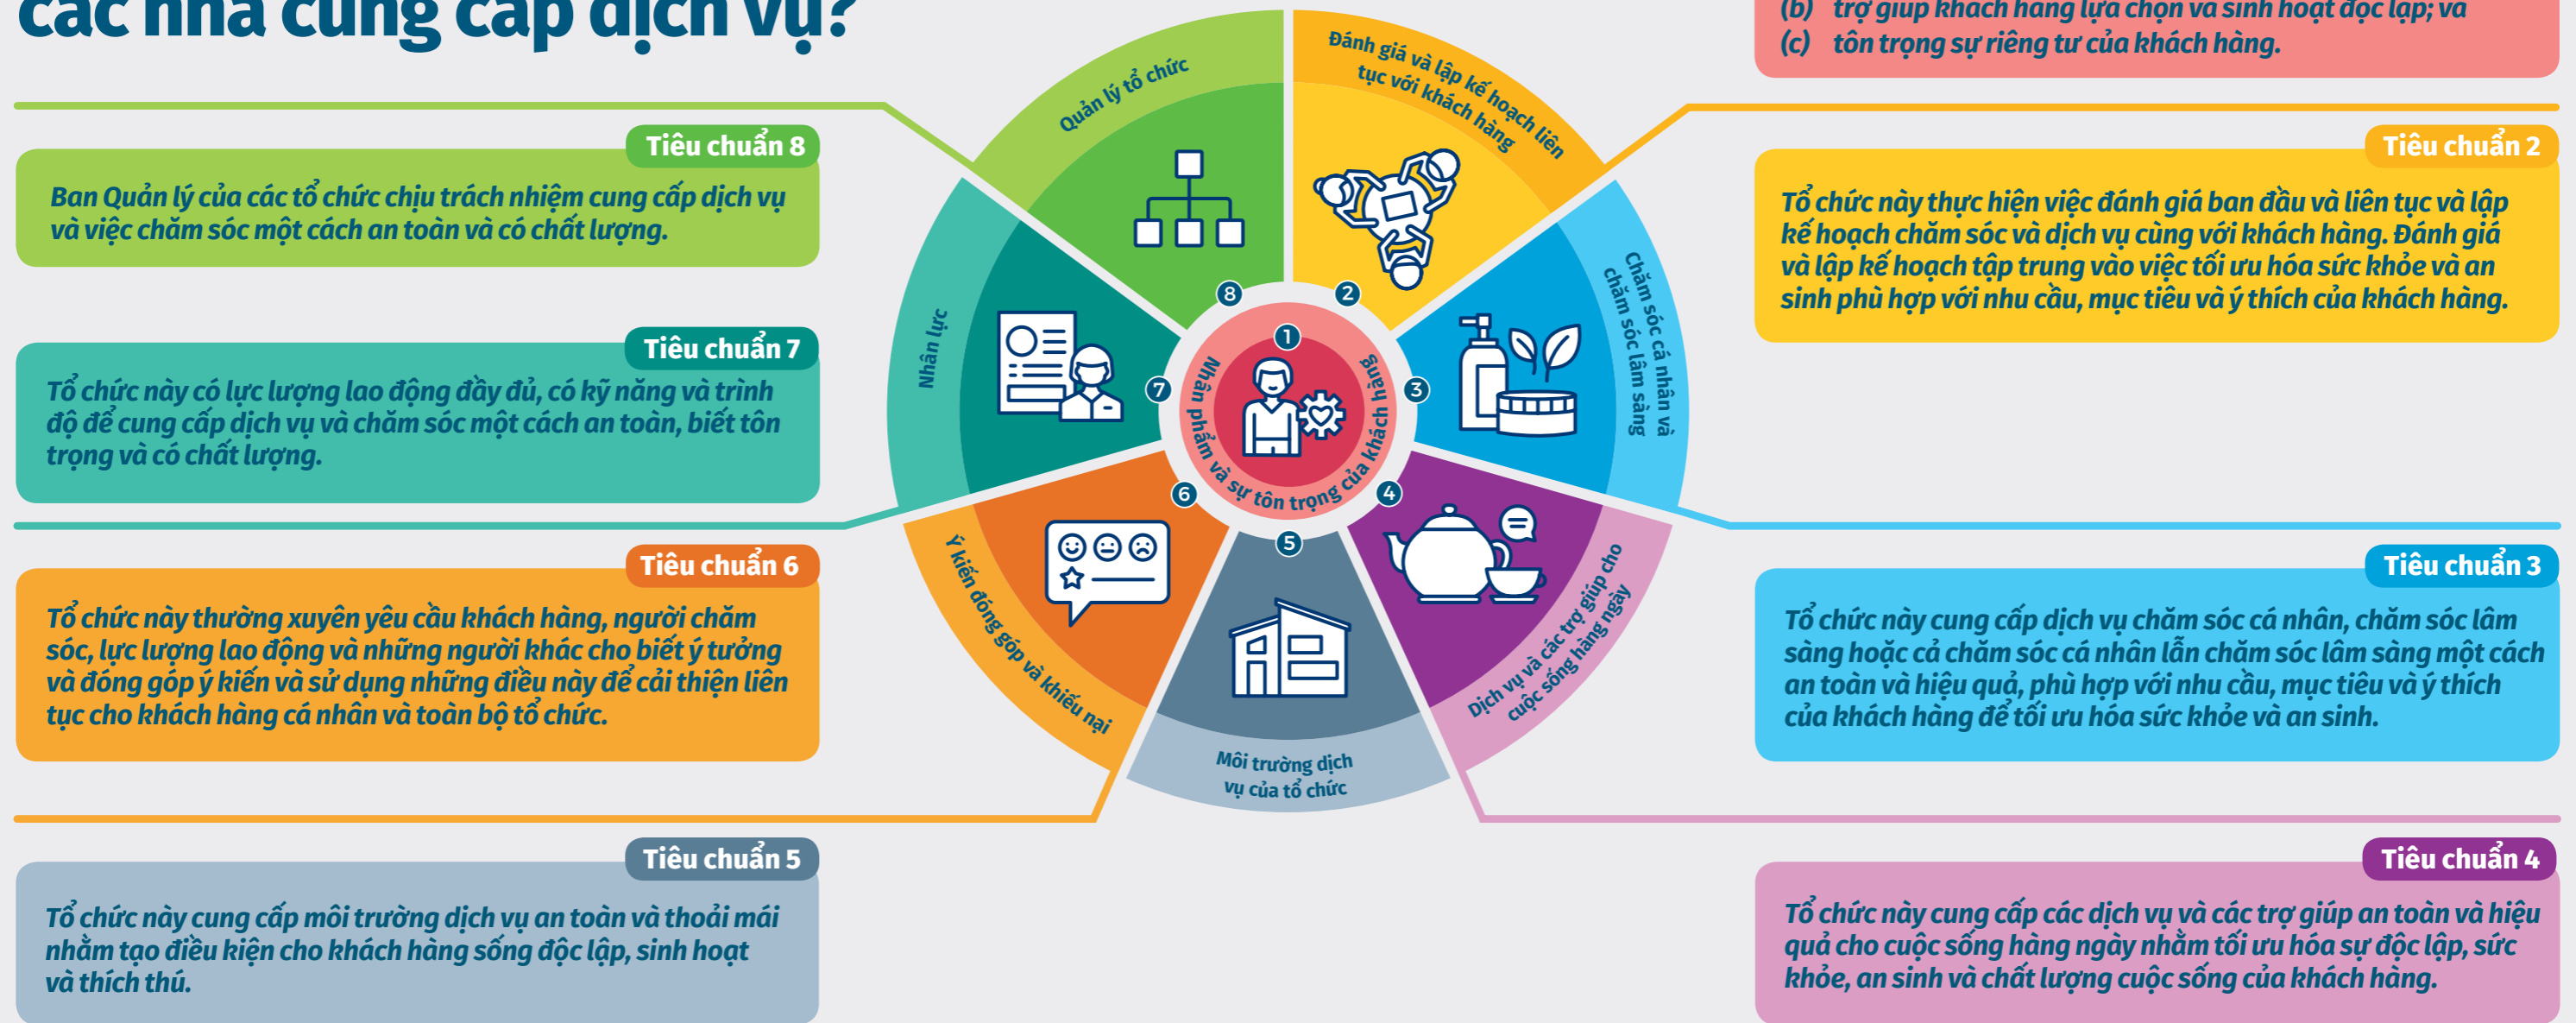 các nhà cung cấp dịch vụ?
(b) trợ giúp khách hàng lựa chọn và sinh hoạt độc lập; và
(c) tôn trọng sự riêng tư của khách hàng.
Tiêu chuẩn 8
Ban Quản lý của các tổ chức chịu trách nhiệm cung cấp dịch vụ
và việc chăm sóc một cách an toàn và có chất lượng.
Tiêu chuẩn 7
Tổ chức này có lực lượng lao động đầy đủ, có kỹ năng và trình
độ để cung cấp dịch vụ và chăm sóc một cách an toàn, biết tôn
trọng và có chất lượng.
Tiêu chuẩn 6
Tổ chức này thường xuyên yêu cầu khách hàng, người chăm
sóc, lực lượng lao động và những người khác cho biết ý tưởng
và đóng góp ý kiến và sử dụng những điều này để cải thiện liên
tục cho khách hàng cá nhân và toàn bộ tổ chức.
Tiêu chuẩn 5
Tổ chức này cung cấp môi trường dịch vụ an toàn và thoải mái
nhằm tạo điều kiện cho khách hàng sống độc lập, sinh hoạt
và thích thú.
Quản lý tổ chức
Đánh giá và lập kế hoạch liên
tục với khách hàng
Chăm sóc cá nhân và
chăm sóc lâm sàng
Dịch vụ và các trợ giúp cho
cuộc sống hàng ngày
Môi trường dịch
vụ của tổ chức
Ý kiến đóng góp và khiếu nại
Nhân lực
Nhân phẩm và sự tôn trọng của khách hàng
1
2
3
4
5
6
7
8
Tiêu chuẩn 2
Tổ chức này thực hiện việc đánh giá ban đầu và liên tục và lập
kế hoạch chăm sóc và dịch vụ cùng với khách hàng. Đánh giá
và lập kế hoạch tập trung vào việc tối ưu hóa sức khỏe và an
sinh phù hợp với nhu cầu, mục tiêu và ý thích của khách hàng.
Tiêu chuẩn 3
Tổ chức này cung cấp dịch vụ chăm sóc cá nhân, chăm sóc lâm
sàng hoặc cả chăm sóc cá nhân lẫn chăm sóc lâm sàng một cách
an toàn và hiệu quả, phù hợp với nhu cầu, mục tiêu và ý thích
của khách hàng để tối ưu hóa sức khỏe và an sinh.
Tiêu chuẩn 4
Tổ chức này cung cấp các dịch vụ và các trợ giúp an toàn và hiệu
quả cho cuộc sống hàng ngày nhằm tối ưu hóa sự độc lập, sức
khỏe, an sinh và chất lượng cuộc sống của khách hàng.